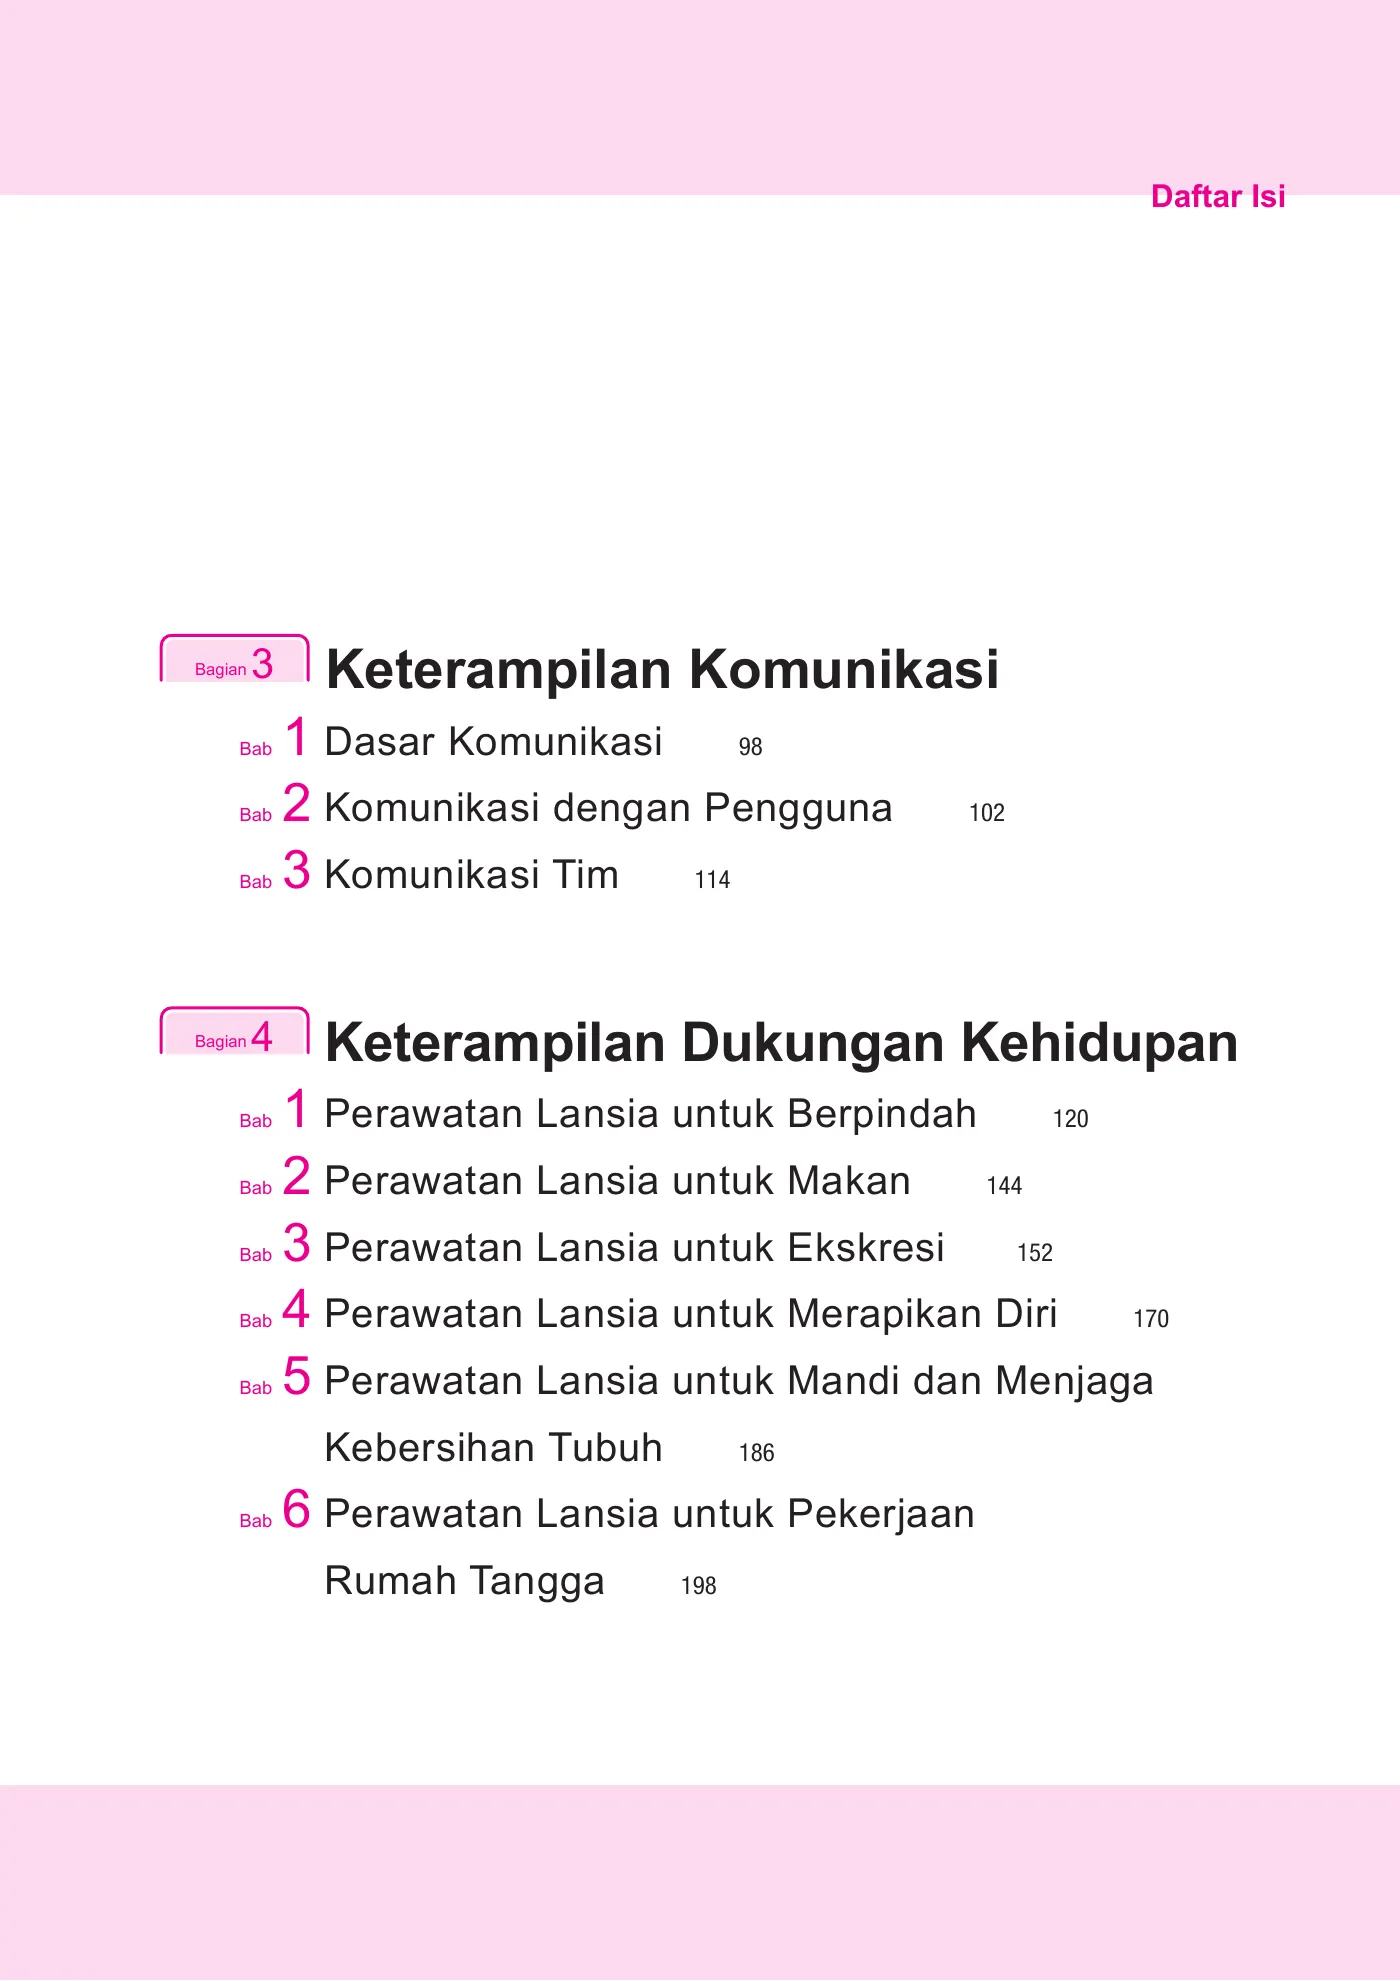 Daftar Isi
Bagian 3 Keterampilan Komunikasi
Bab 1 Dasar Komunikasi 98
Bab 2 Komunikasi dengan Pengguna 102
Bab 3 Komunikasi Tim 114
Bagian 4 Keterampilan Dukungan Kehidupan
Bab 1 Perawatan Lansia untuk Berpindah 120
Bab 2 Perawatan Lansia untuk Makan 144
Bab 3 Perawatan Lansia untuk Ekskresi 152
Bab 4 Perawatan Lansia untuk Merapikan Diri 170
Bab 5 Perawatan Lansia untuk Mandi dan Menjaga
Kebersihan Tubuh 186
Bab 6 Perawatan Lansia untuk Pekerjaan
Rumah Tangga 198